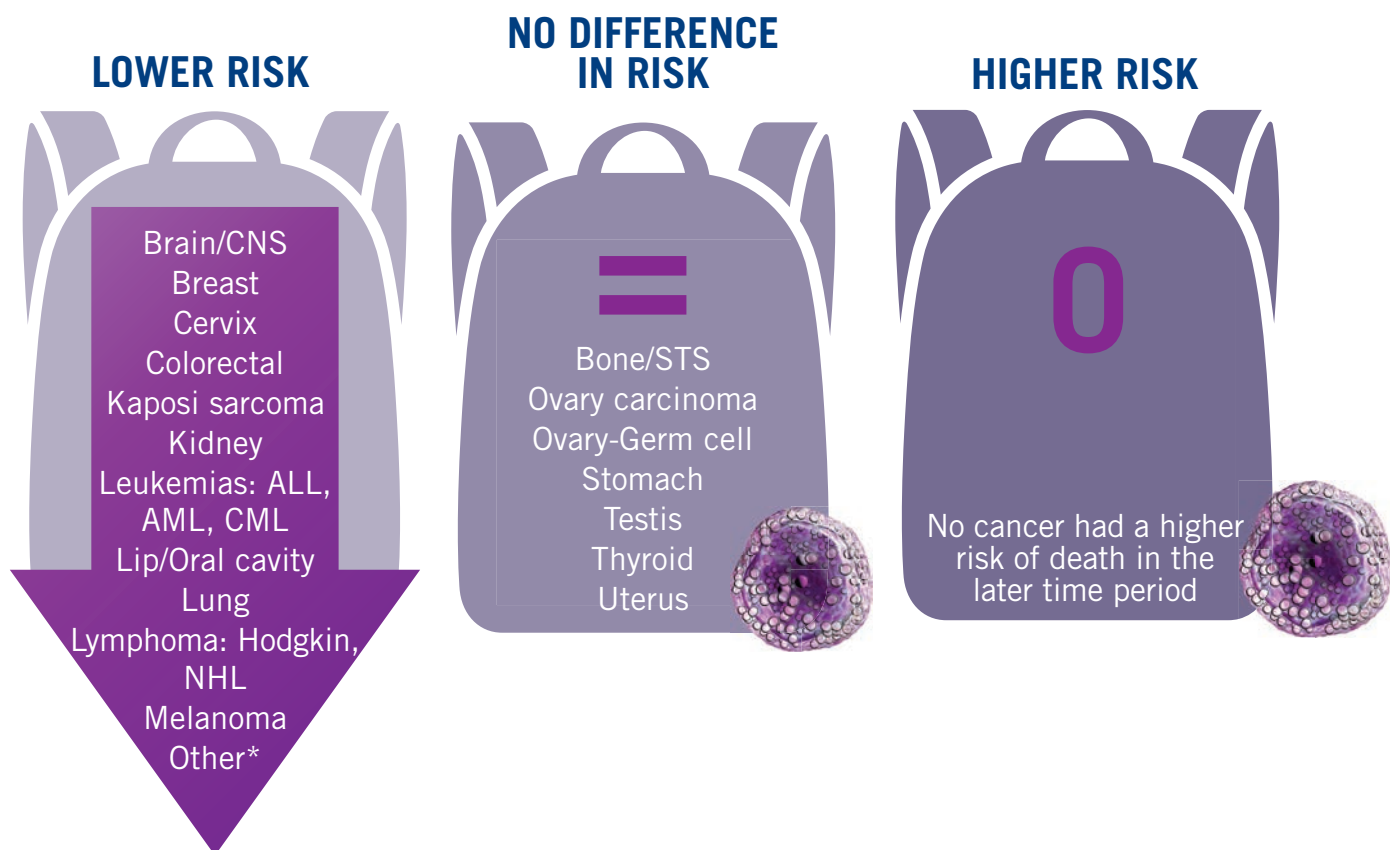 LOWER RISK
Brain/CNS
Breast
Cervix
Colorectal
Kaposi sarcoma
Kidney
Leukemias: ALL,
AML, CML
Lip/Oral cavity
Lung
Lymphoma: Hodgkin,
NHL
Melanoma
Other*
NO DIFFERENCE
IN RISK
=
Bone/STS
Ovary carcinoma
Ovary-Germ cell
Stomach
Testis
Thyroid
Uterus
HIGHER RISK
0
No cancer had a higher
risk of death in the
later time period